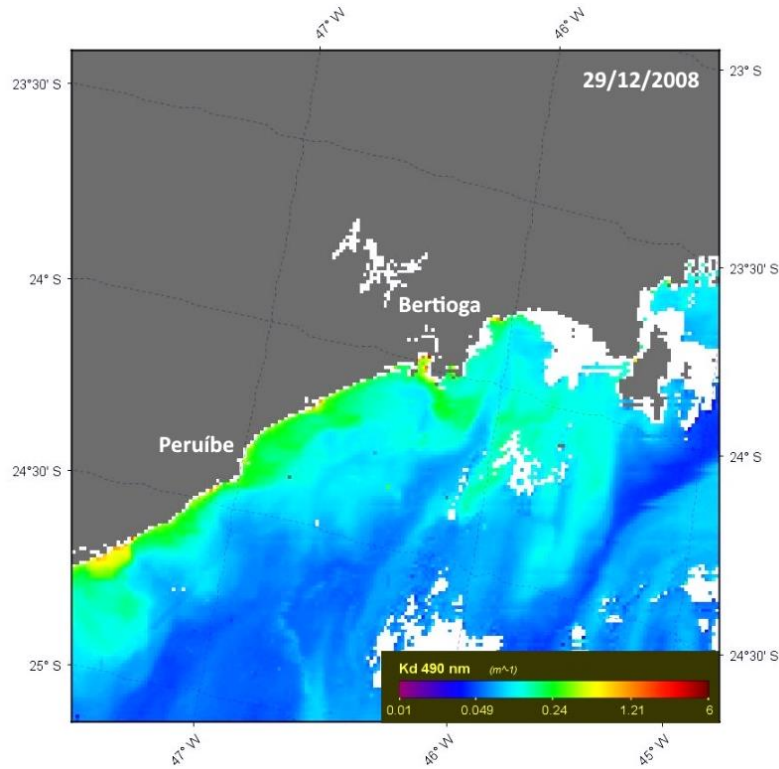 47° W 46° W
23°30' S 23° S
29/12/2008
24° S 23°30' S
Bertioga
Peruíbe
24°30' S 24° S
25° S 24°30' S
Kd 490 nm (m^-1)
0.01 0.049 0.24 1.21 6
47° W 46° W 45° W